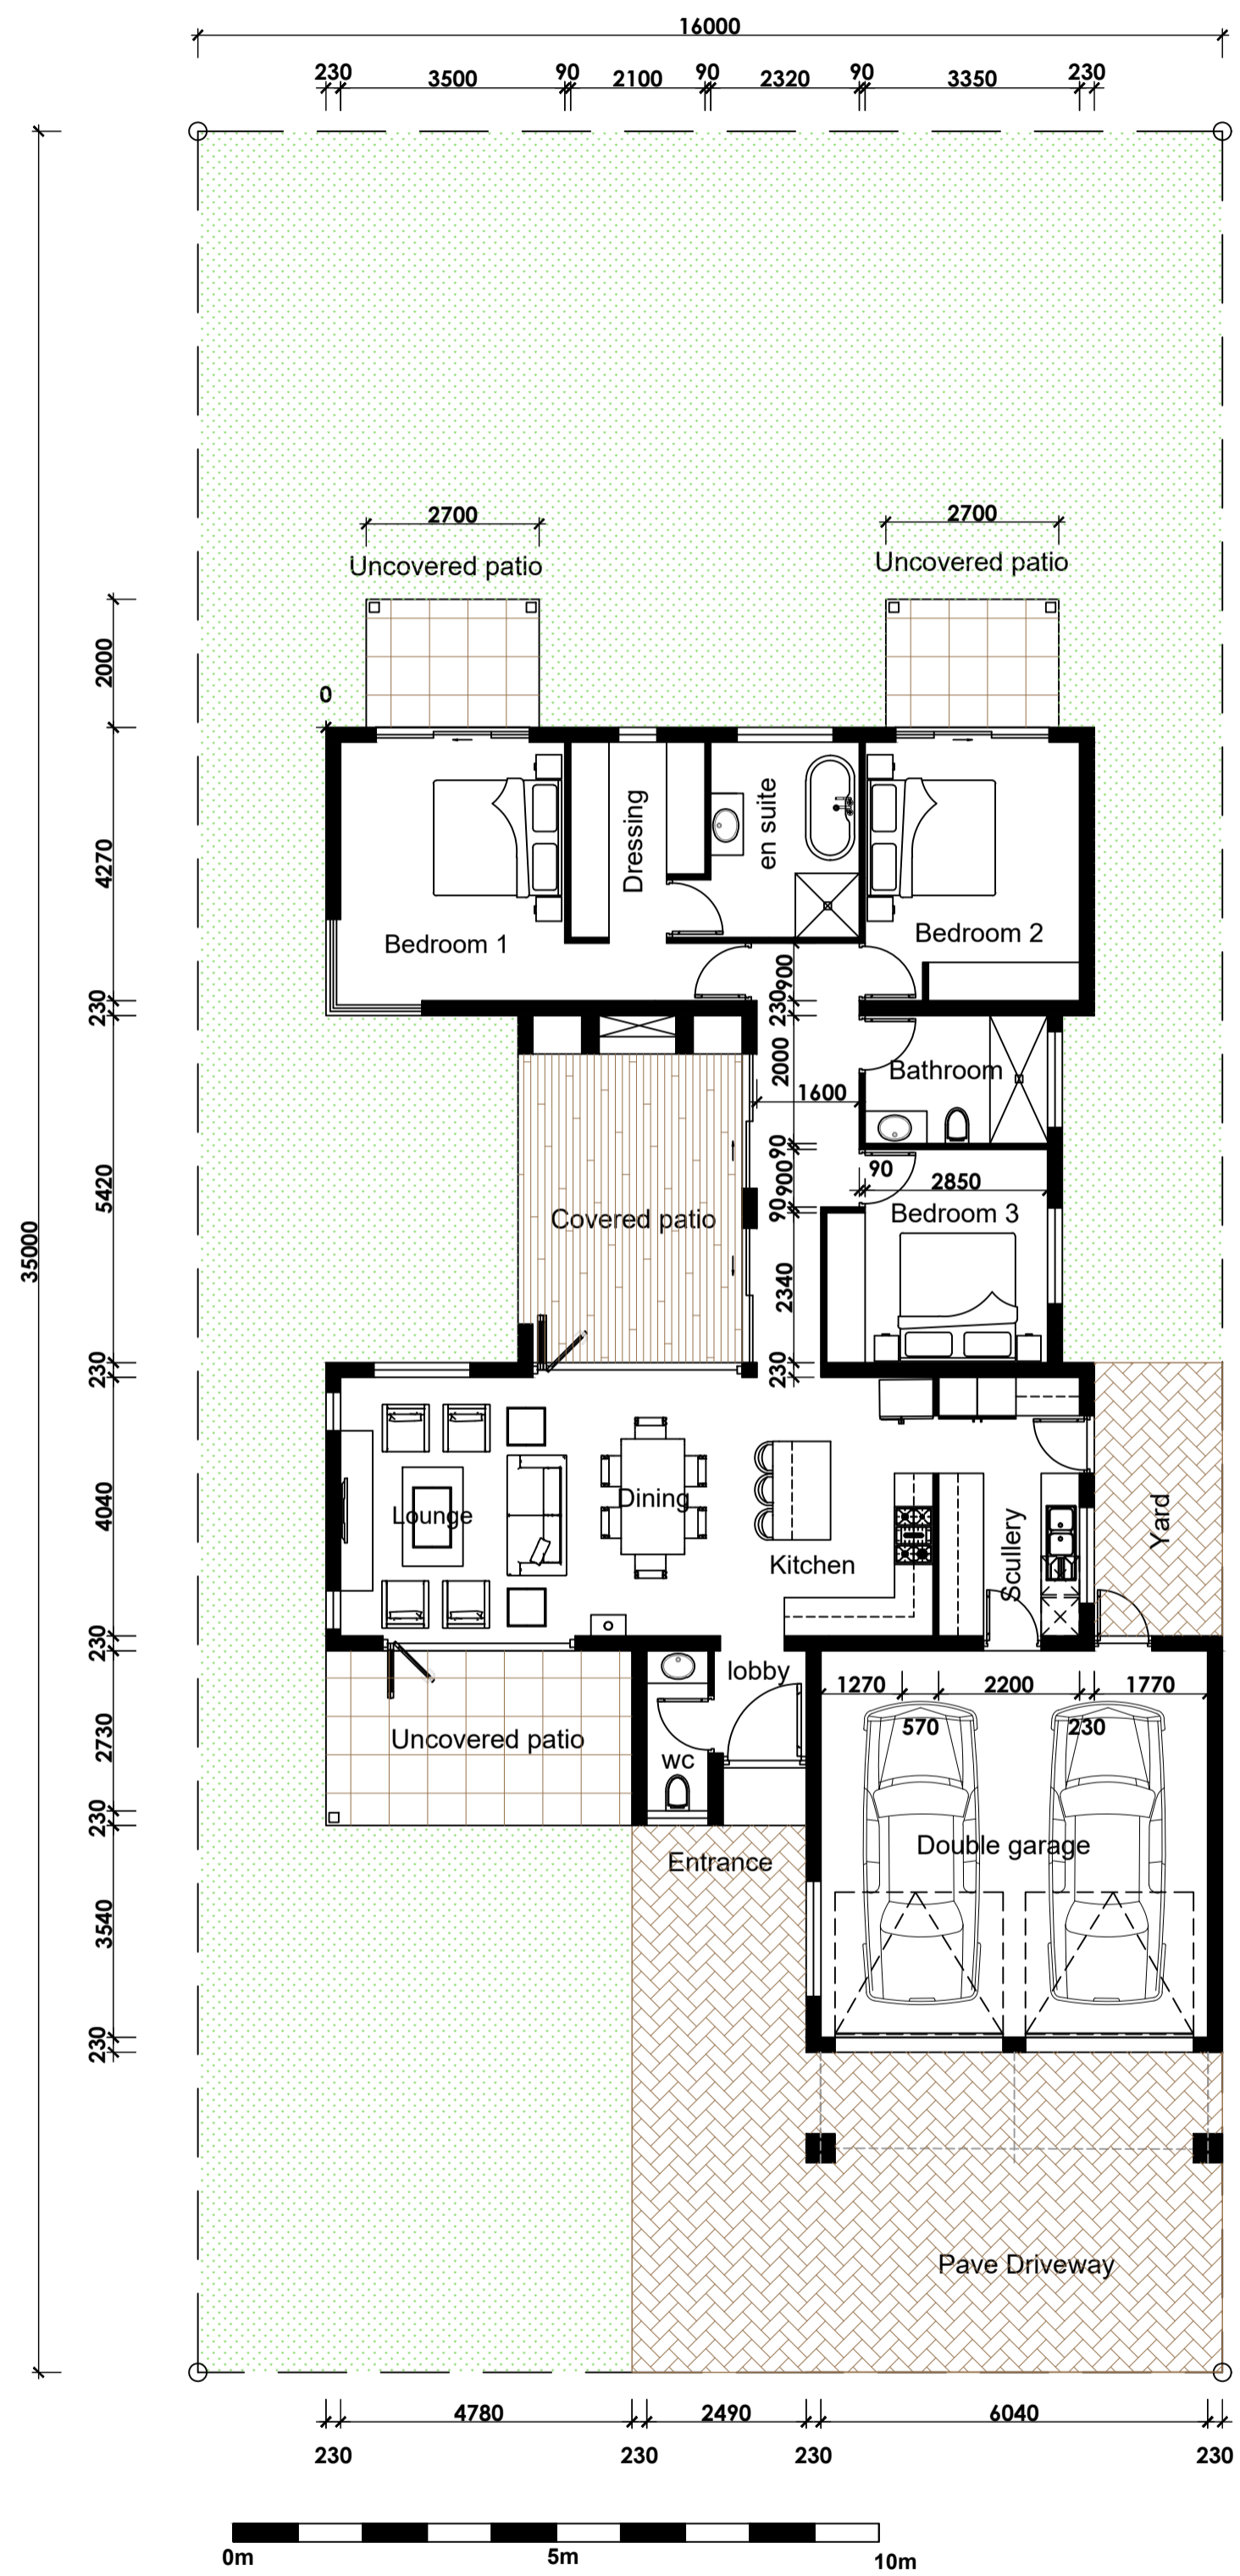 16000
230 3500 90 2100 90 2320 90 3350 230
2700
2700
Uncovered patio
Uncovered patio
2000
0
4270
Dressing
en suite
Bedroom 1
Bedroom 2
900
230
230
2000
Bathroom
1600
90
90
900
2850
90
5420
Bedroom 3
Covered patio
35000
2340
230
230
4040
Lounge
Dining
Kitchen
Scullery
Yard
230
lobby
1270 2200 1770
570 230
2730
Uncovered patio
wc
230
Double garage
Entrance
3540
230
Pave Driveway
4780 2490 6040
230 230 230 230
0m 5m 10m